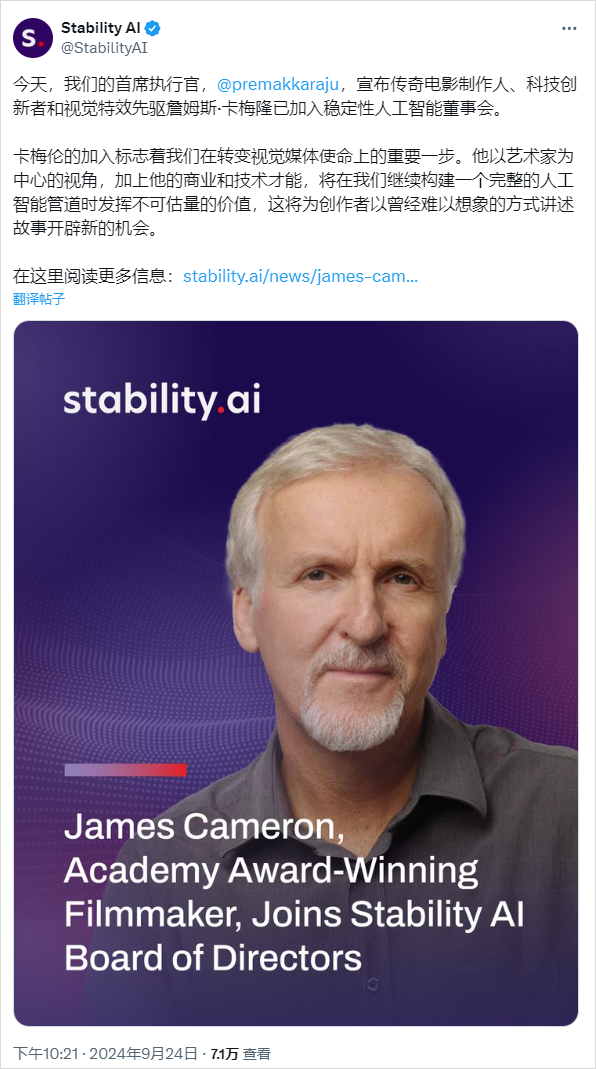 Stability AI
@StabilityAI
今天，我们的首席执行官，@premakkaraju，宣布传奇电影制作人、科技创
新者和视觉特效先驱詹姆斯·卡梅隆已加入稳定性人工智能董事会。
卡梅伦的加入标志着我们在转变视觉媒体使命上的重要一步。他以艺术家为
中心的视角，加上他的商业和技术才能，将在我们继续构建一个完整的人工
智能管道时发挥不可估量的价值，这将为创作者以曾经难以想象的方式讲述
故事开辟新的机会。
在这里阅读更多信息：stability.ai/news/james-cam...
翻译帖子
stability.ai
James Cameron,
Academy Award-Winning
Filmmaker, Joins Stability AI
Board of Directors
下午10:21 · 2024年9月24日 · 7.1万 查看